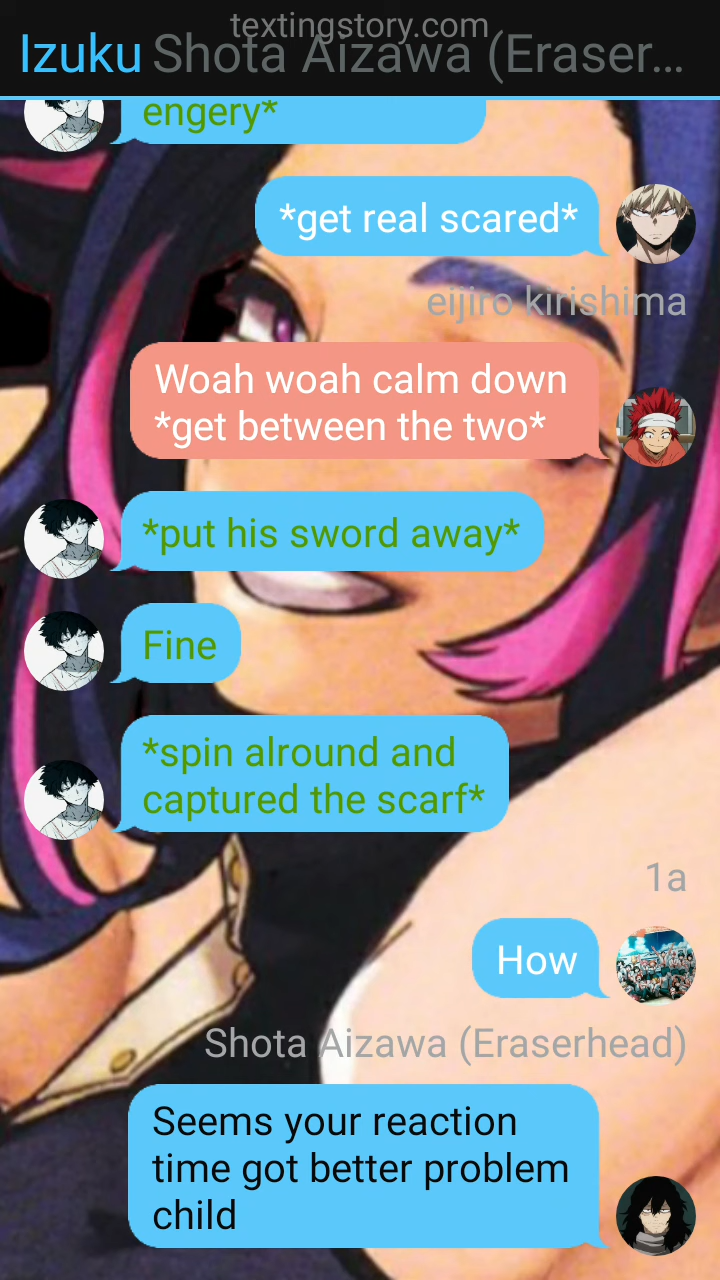 textingstory.com
Izuku Shota Aizawa (Eraser...
engery*
*get real scared*
eijiro kirishima
Woah woah calm down
*get between the two*
*put his sword away*
Fine
*spin alround and
captured the scarf*
1a
How
Shota Aizawa (Eraserhead)
Seems your reaction
time got better problem
child